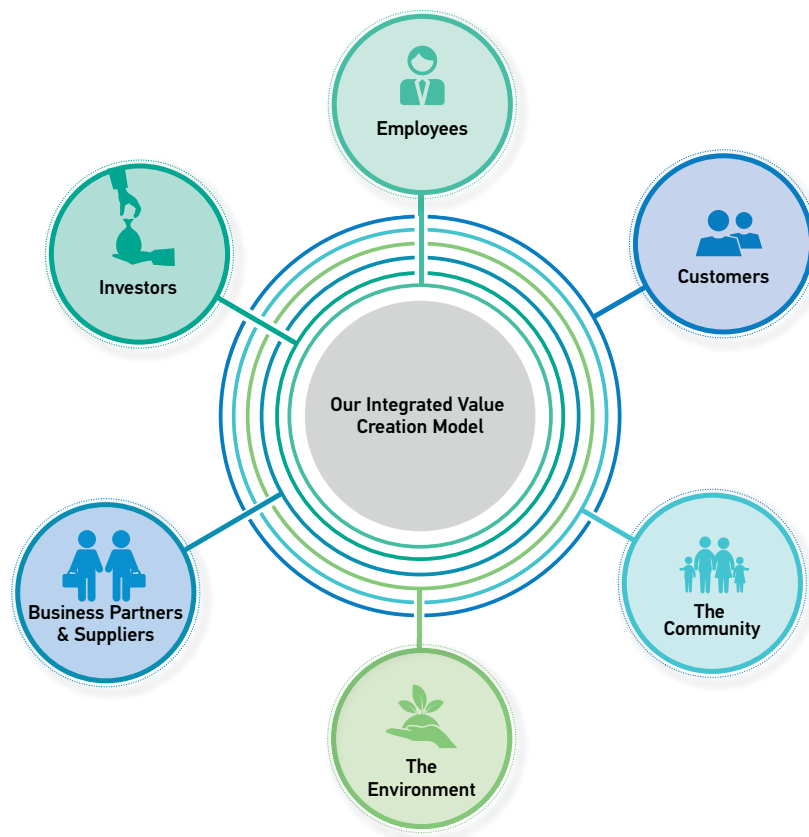 Employees
Investors
Customers
Our Integrated Value
Creation Model
Business Partners
& Suppliers
The
Community
The
Environment